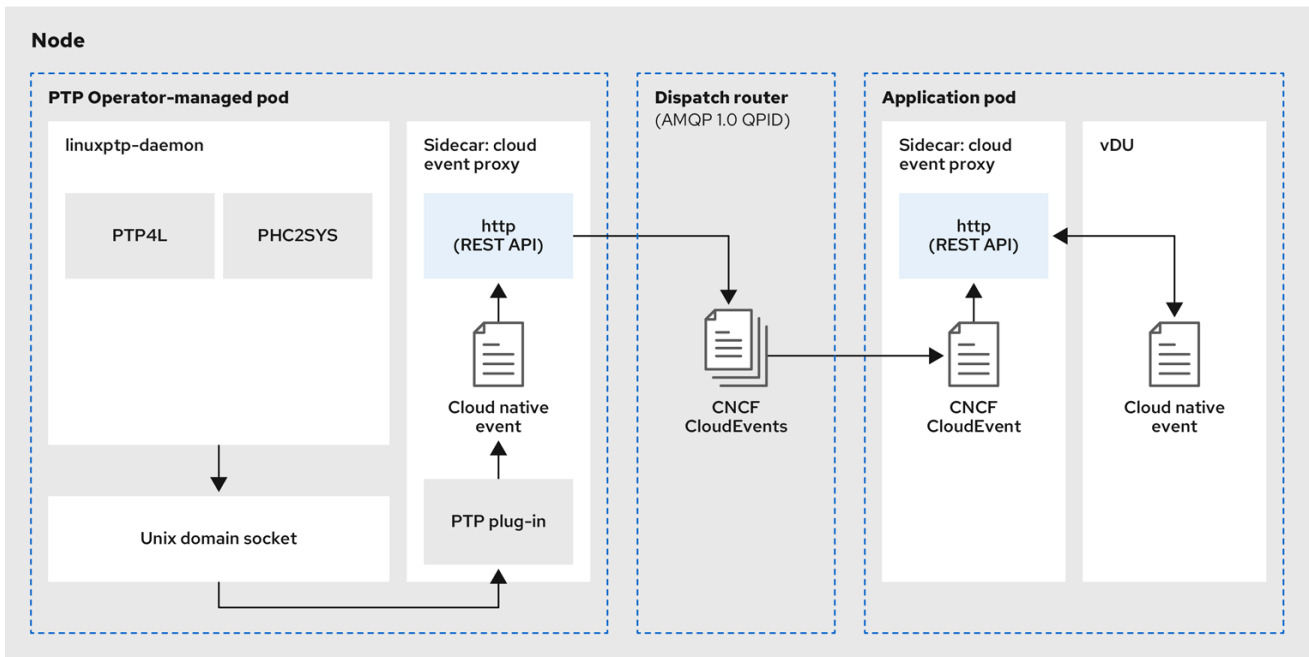 Node
PTP Operator-managed pod
linuxptp-daemon
PTP4L
PHC2SYS
Unix domain socket
Sidecar: cloud
event proxy
http
(REST API)
Cloud native
event
PTP plug-in
Dispatch router
(AMQP 1.0 QPID)
CNCF
CloudEvents
Application pod
Sidecar: cloud
event proxy
http
(REST API)
CNCF
CloudEvent
vDU
Cloud native
event